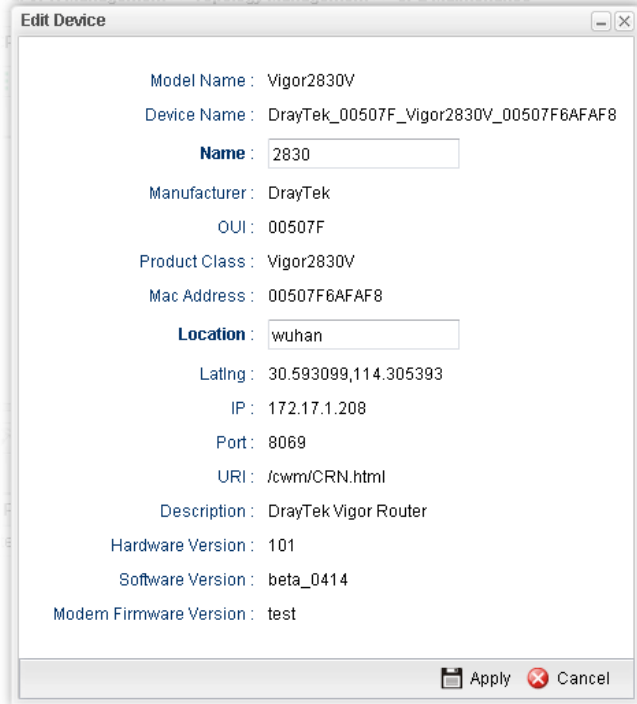 Edit Device
Model Name : Vigor2830V
Device Name : DrayTek_00507F_Vigor2830V_00507F6AFAF8
Name : 2830
Manufacturer : DrayTek
OUI : 00507F
Product Class : Vigor2830V
Mac Address : 00507F6AFAF8
Location : wuhan
Latlng : 30.593099,114.305393
IP : 172.17.1.208
Port : 8069
URI : /cwm/CRN.html
Description : DrayTek Vigor Router
Hardware Version : 101
Software Version : beta_0414
Modem Firmware Version : test
Apply Cancel